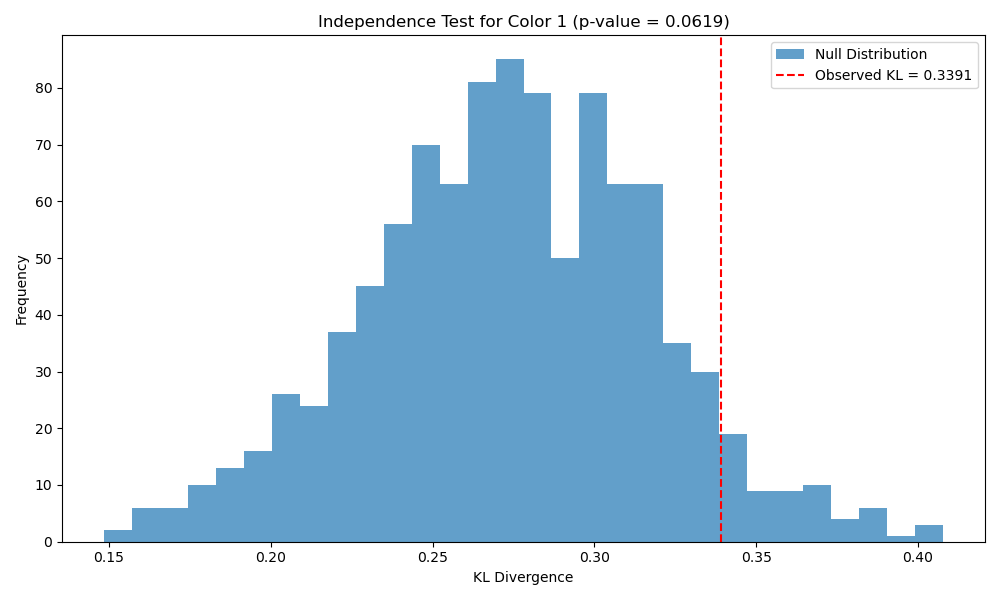 Independence Test for Color 1 (p-value = 0.0619)
Null Distribution
Observed KL = 0.3391
Frequency
80
70
60
50
40
30
20
10
0
0.15 0.20 0.25 0.30 0.35 0.40
KL Divergence